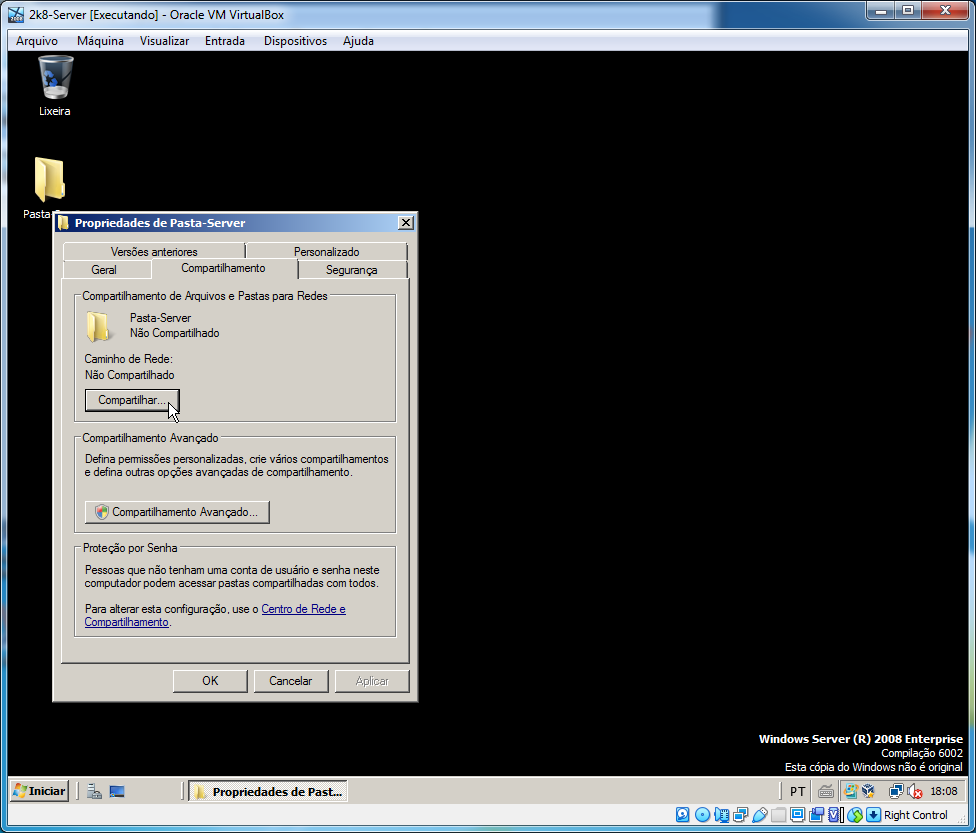 2k8-Server [Executando] - Oracle VM VirtualBox
Arquivo Máquina Visualizar Entrada Dispositivos Ajuda
Lixeira
Pasta-
Propriedades de Pasta-Server
Versões anteriores Personalizado
Geral Compartilhamento Segurança
Compartilhamento de Arquivos e Pastas para Redes
Pasta-Server
Não Compartilhado
Caminho de Rede:
Não Compartilhado
Compartilhar...
Compartilhamento Avançado
Defina permissões personalizadas, crie vários compartilhamentos
e defina outras opções avançadas de compartilhamento.
Compartilhamento Avançado...
Proteção por Senha
Pessoas que não tenham uma conta de usuário e senha neste
computador podem acessar pastas compartilhadas com todos.
Para alterar esta configuração, use o Centro de Rede e
Compartilhamento.
OK Cancelar Aplicar
Windows Server (R) 2008 Enterprise
Compilação 6002
Esta cópia do Windows não é original
Iniciar Propriedades de Past... PT 18:08
Right Control